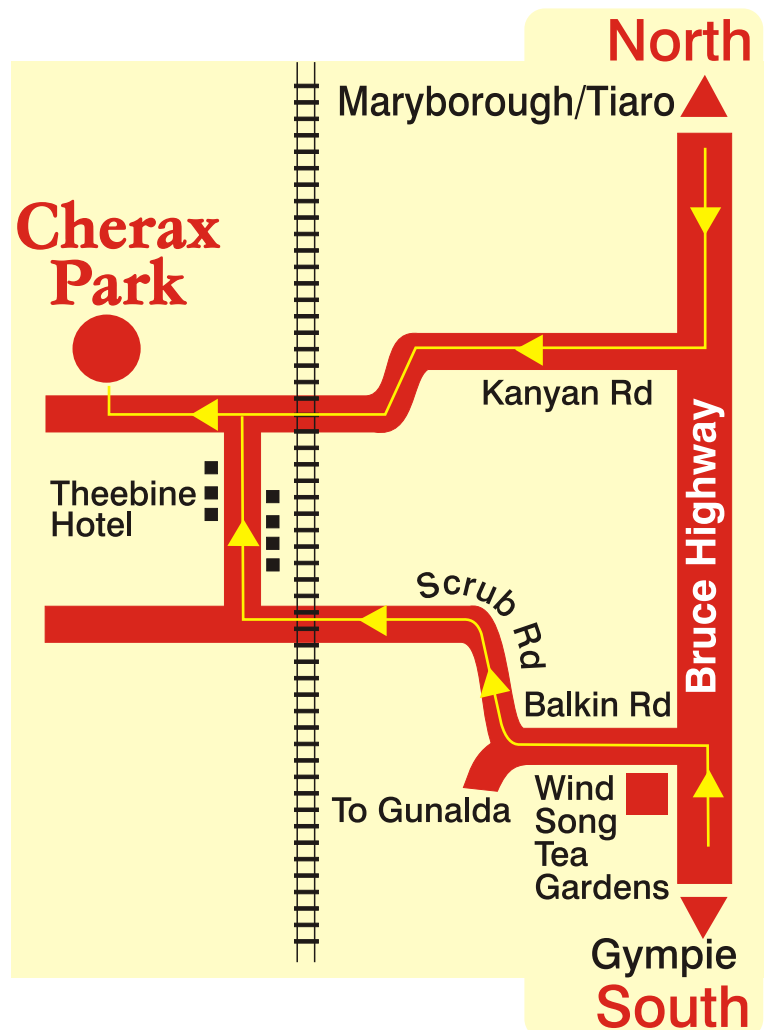 North
Maryborough/Tiaro
Cherax
Park
Kanyan Rd
Bruce Highway
Theebine
Hotel
Scrub Rd
Balkin Rd
To Gunalda
Wind
Song
Tea
Gardens
Gympie
South